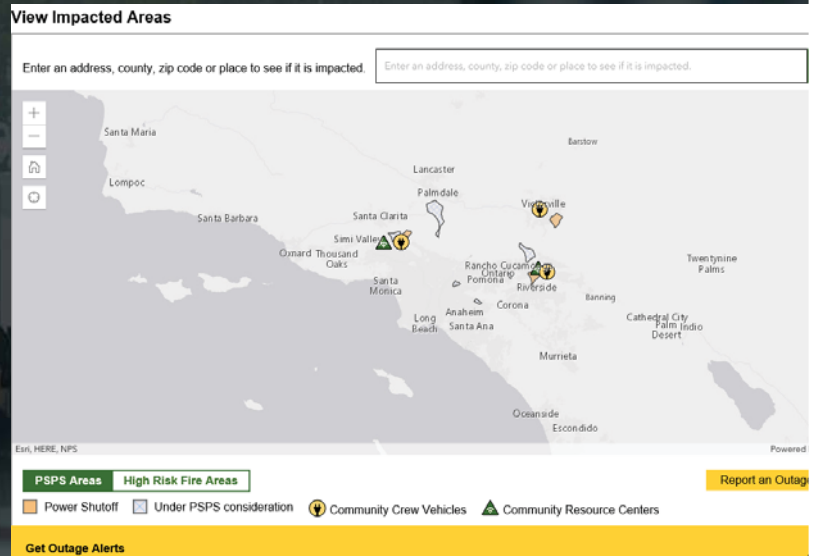 View Impacted Areas
Enter an address, county, zip code or place to see if it is impacted.
Enter an address, county, zip code or place to see if it is impacted.
+
−
Santa Maria
Barstow
Lompoc
Lancaster
Palmdale
Victorville
Santa Barbara
Santa Clarita
Simi Valley
Oxnard
Thousand
Oaks
Twentynine
Palms
Rancho Cucamo
Ontario
Pomona
Riverside
Santa
Monica
Banning
Corona
Anaheim
Long
Beach
Santa Ana
Cathedral City
Palm
Desert
Indio
Murrieta
Oceanside
Escondido
Esri, HERE, NPS
Powered
PSPS Areas
High Risk Fire Areas
Report an Outage
Power Shutoff
Under PSPS consideration
Community Crew Vehicles
Community Resource Centers
Get Outage Alerts